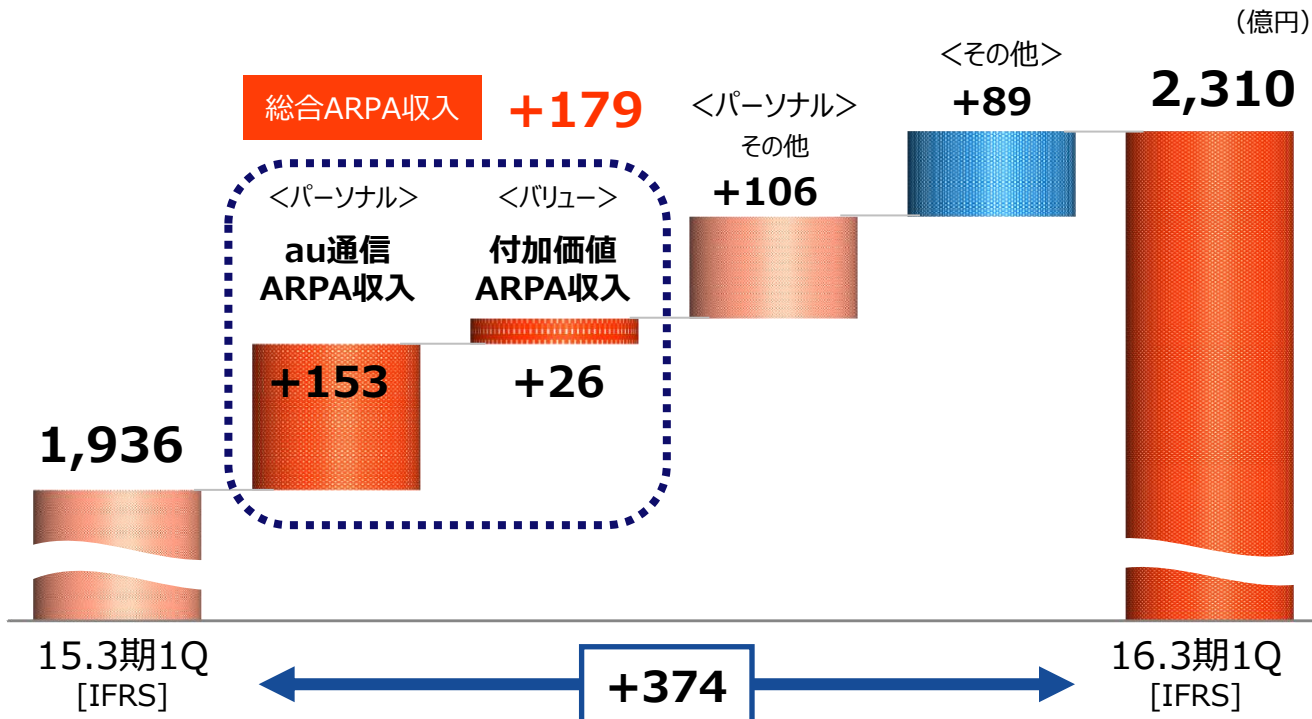 （億円）
総合ARPA収入
+179
＜パーソナル＞
au通信
ARPA収入
+153
＜バリュー＞
付加価値
ARPA収入
+26
＜パーソナル＞
その他
+106
＜その他＞
+89
2,310
1,936
15.3期1Q
[IFRS]
+374
16.3期1Q
[IFRS]